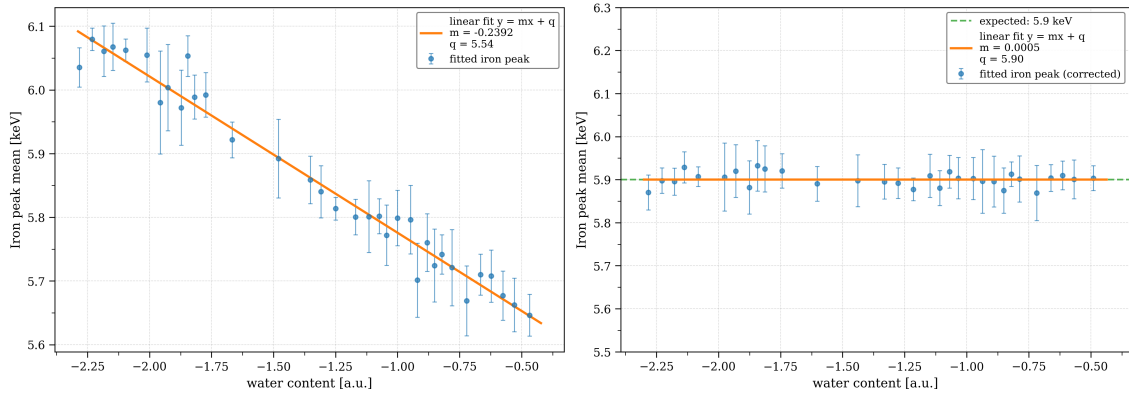 linear fit y = mx + q
m = -0.2392
q = 5.54
fitted iron peak
6.1
6.0
5.9
5.8
5.7
5.6
Iron peak mean [keV]
−2.25
−2.00
−1.75
−1.50
−1.25
−1.00
−0.75
−0.50
water content [a.u.]
expected: 5.9 keV
linear fit y = mx + q
m = 0.0005
q = 5.90
fitted iron peak (corrected)
6.3
6.2
6.1
6.0
5.9
5.8
5.7
5.6
5.5
Iron peak mean [keV]
−2.25
−2.00
−1.75
−1.50
−1.25
−1.00
−0.75
−0.50
water content [a.u.]